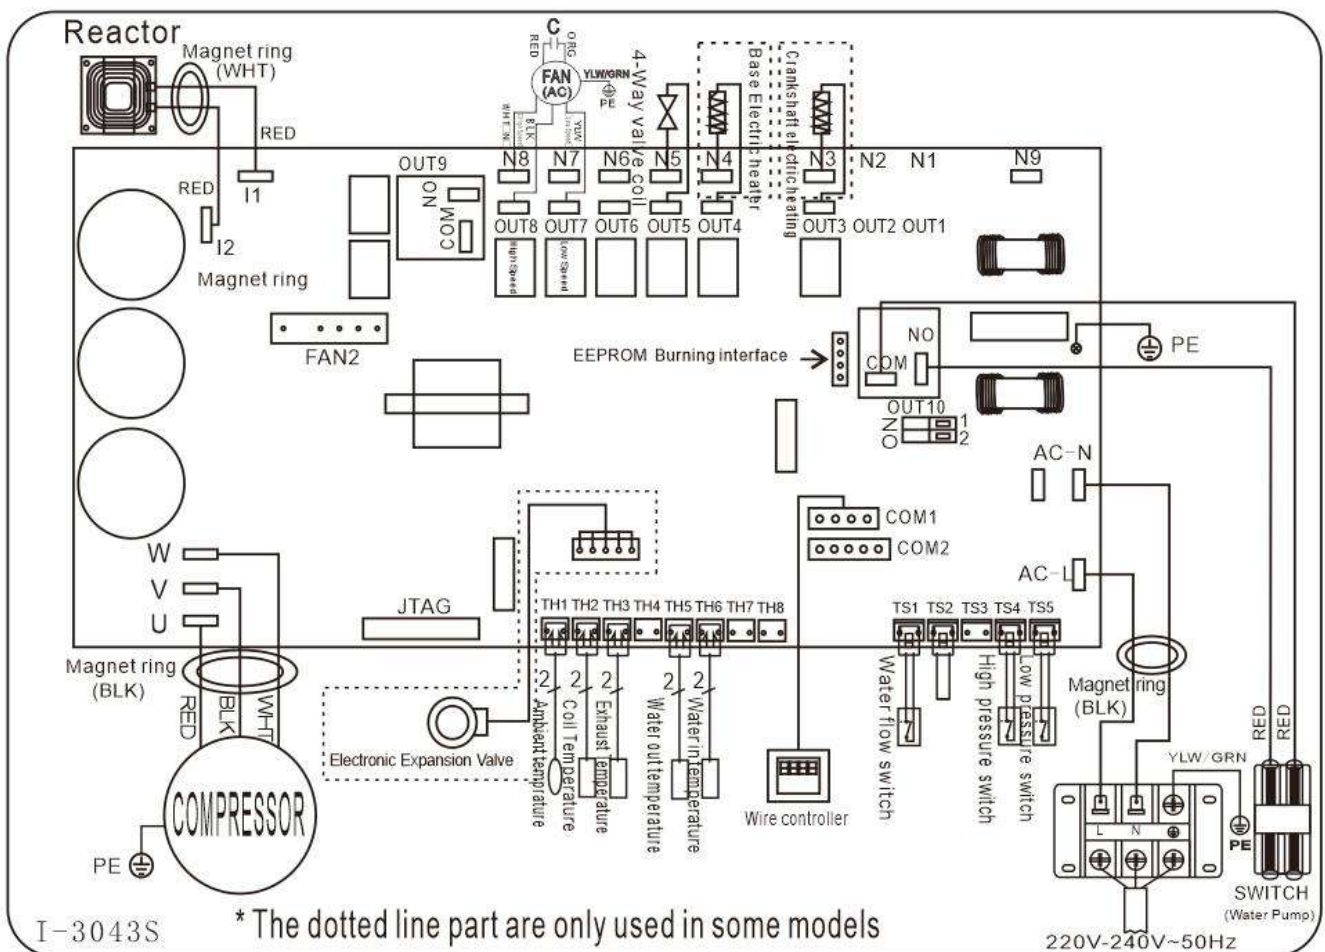 Reactor
Magnet ring
(WHT)
RED
RED
I1
I2
Magnet ring
C
RED
ORG
FAN
(AC)
YLW/GRN
PE
BLK
YLW
4-Way valve coil
Base Electric heater
Crankshaft electric heating
OUT9
NO
COM
N8
N7
N6
N5
N4
N3
N2
N1
N9
OUT8
OUT7
OUT6
OUT5
OUT4
OUT3
OUT2
OUT1
High Speed
Low Speed
FAN2
EEPROM Burning interface
NO
COM
OUT10
NO
1
2
PE
AC-N
AC-L
COM1
COM2
W
V
U
JTAG
TH1
TH2
TH3
TH4
TH5
TH6
TH7
TH8
TS1
TS2
TS3
TS4
TS5
Magnet ring
(BLK)
RED
BLK
WHT
COMPRESSOR
PE
Electronic Expansion Valve
2
Ambient temprature
2
Coil Temperature
2
Exhaust temperature
2
Water out temperature
2
Water in temperature
Wire controller
Water flow switch
High pressure switch
Low pressure switch
Magnet ring
(BLK)
YLW/GRN
L
N
PE
RED
RED
SWITCH
(Water Pump)
220V-240V~50Hz
I-3043S
* The dotted line part are only used in some models